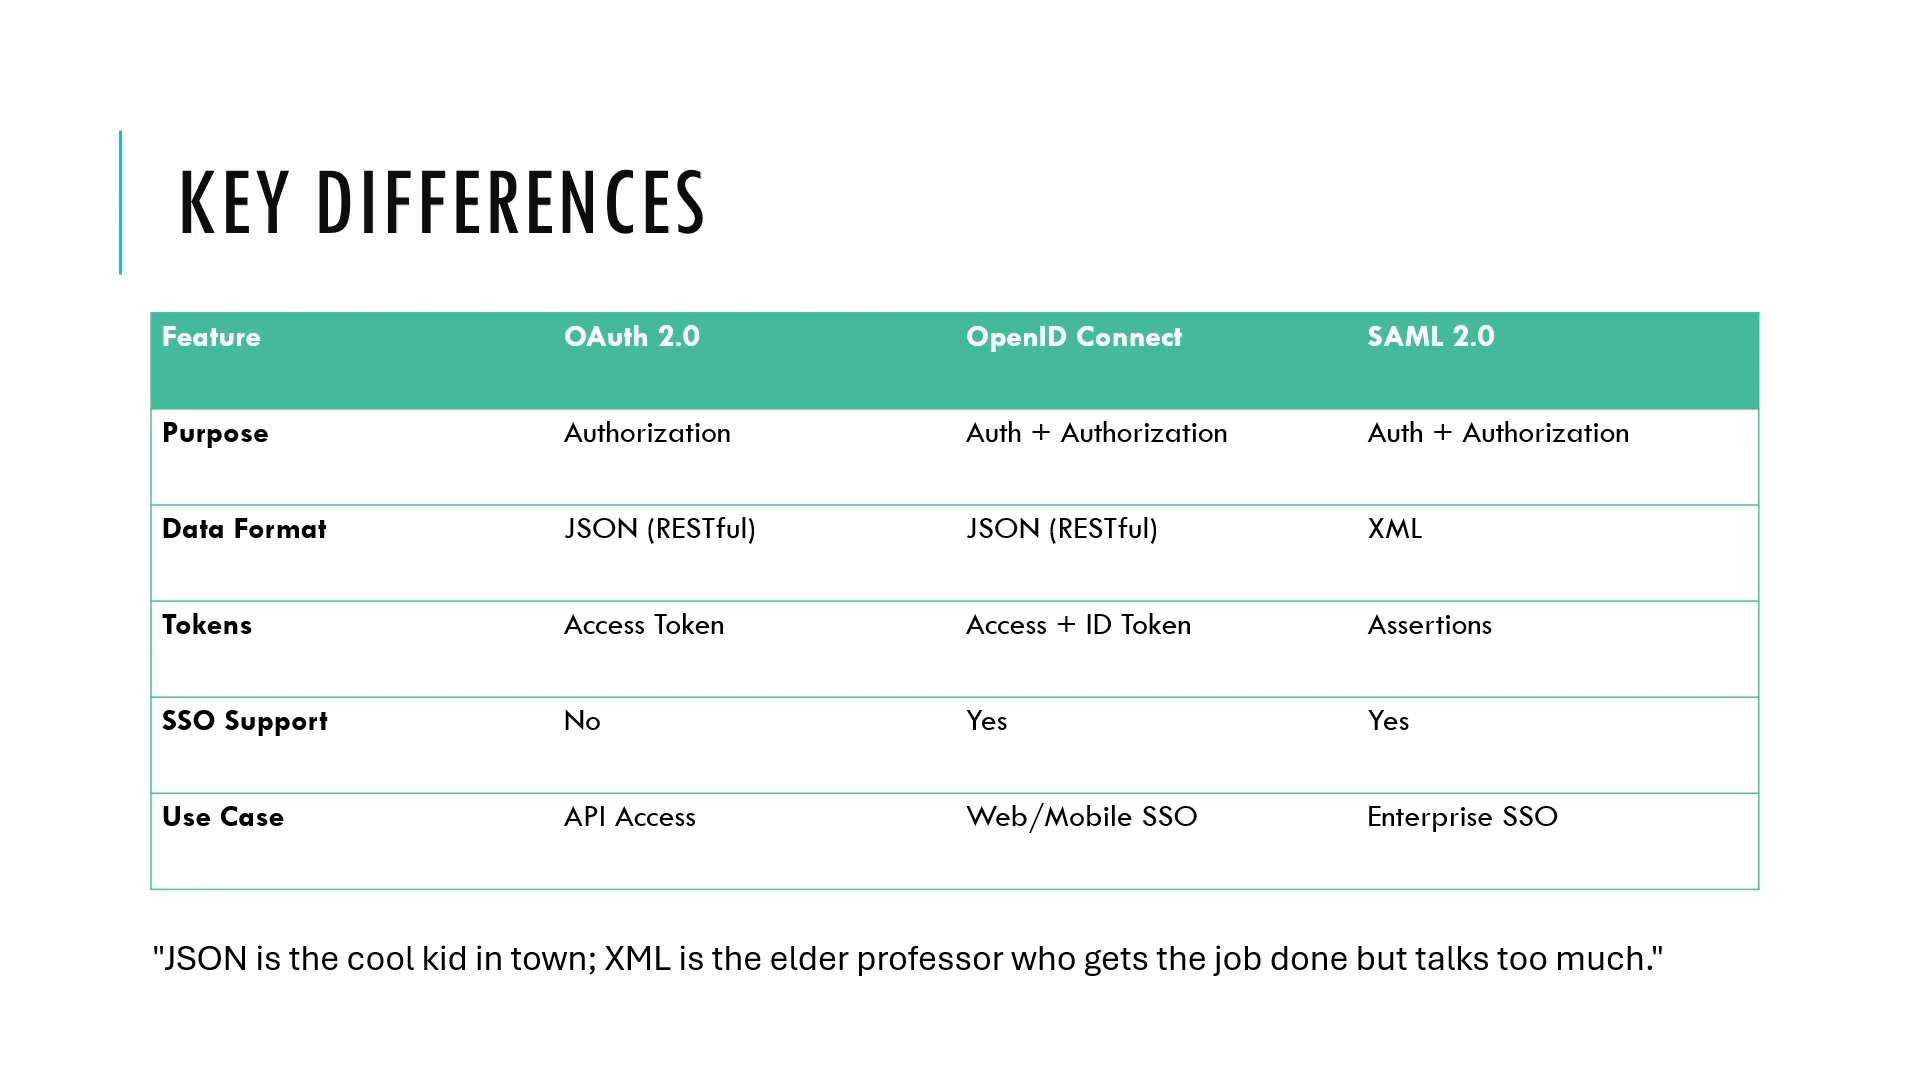 KEY DIFFERENCES
Feature OAuth 2.0 OpenID Connect SAML 2.0
Purpose Authorization Auth + Authorization Auth + Authorization
Data Format JSON (RESTful) JSON (RESTful) XML
Tokens Access Token Access + ID Token Assertions
SSO Support No Yes Yes
Use Case API Access Web/Mobile SSO Enterprise SSO
"JSON is the cool kid in town; XML is the elder professor who gets the job done but talks too much."